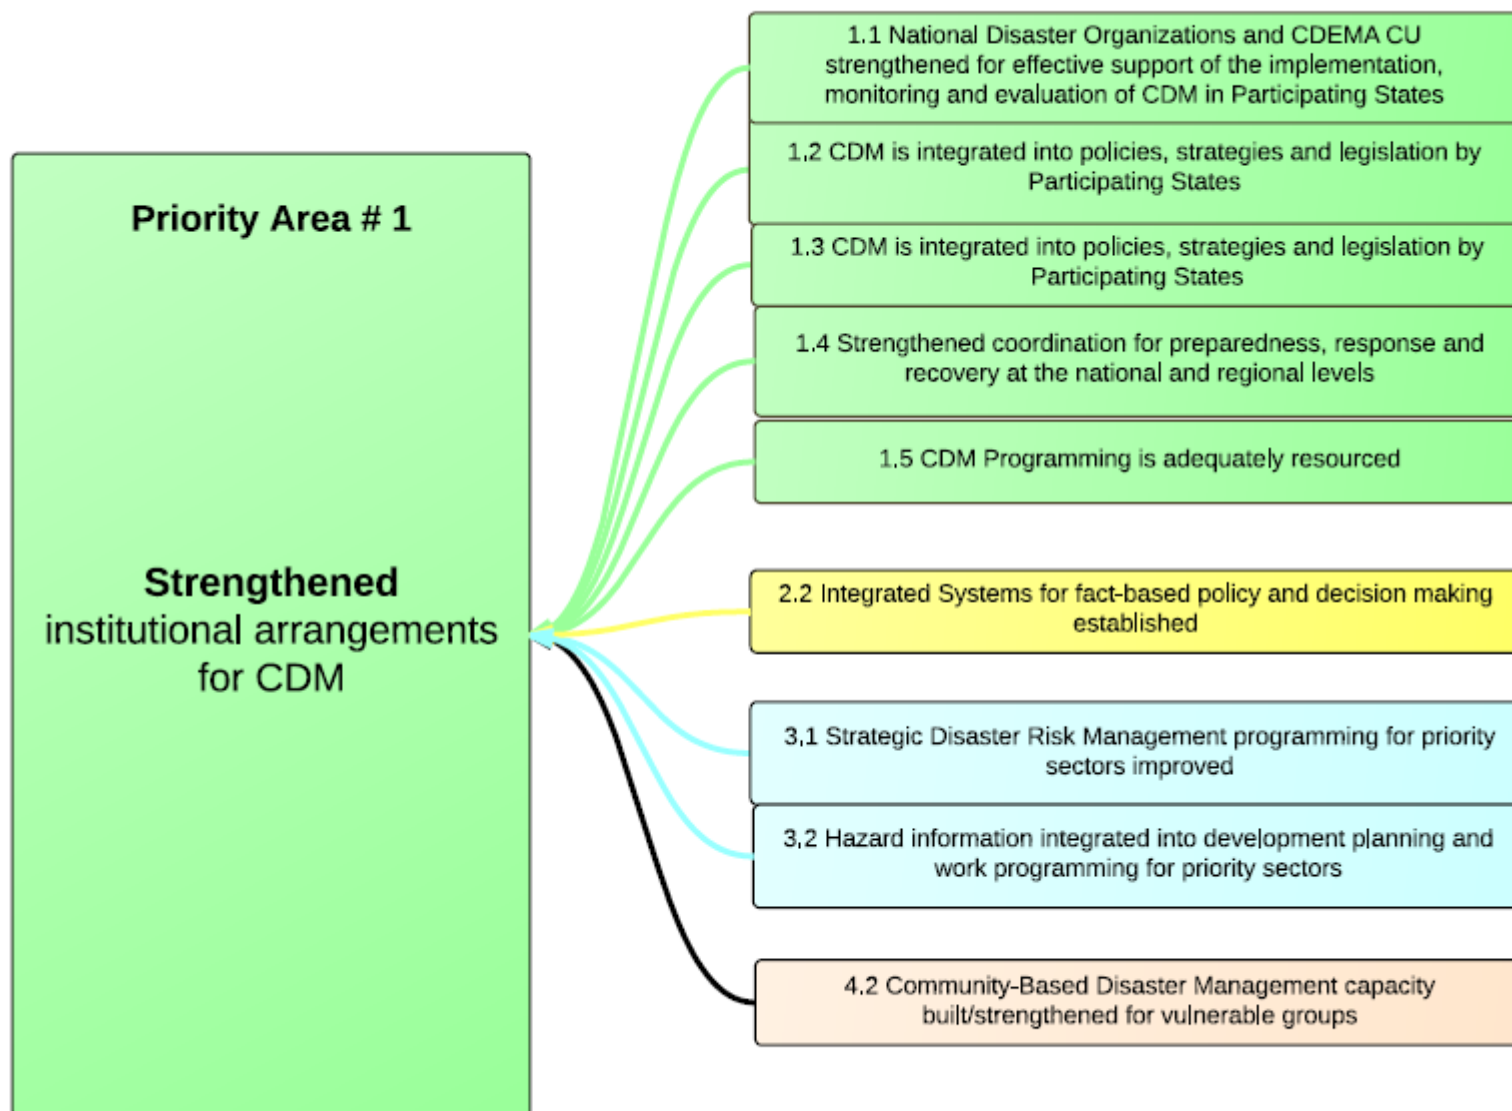 Priority Area # 1
Strengthened
institutional arrangements
for CDM
1.1 National Disaster Organizations and CDEMA CU
strengthened for effective support of the implementation,
monitoring and evaluation of CDM in Participating States
1.2 CDM is integrated into policies, strategies and legislation by
Participating States
1.3 CDM is integrated into policies, strategies and legislation by
Participating States
1.4 Strengthened coordination for preparedness, response and
recovery at the national and regional levels
1.5 CDM Programming is adequately resourced
2.2 Integrated Systems for fact-based policy and decision making
established
3.1 Strategic Disaster Risk Management programming for priority
sectors improved
3.2 Hazard information integrated into development planning and
work programming for priority sectors
4.2 Community-Based Disaster Management capacity
built/strengthened for vulnerable groups